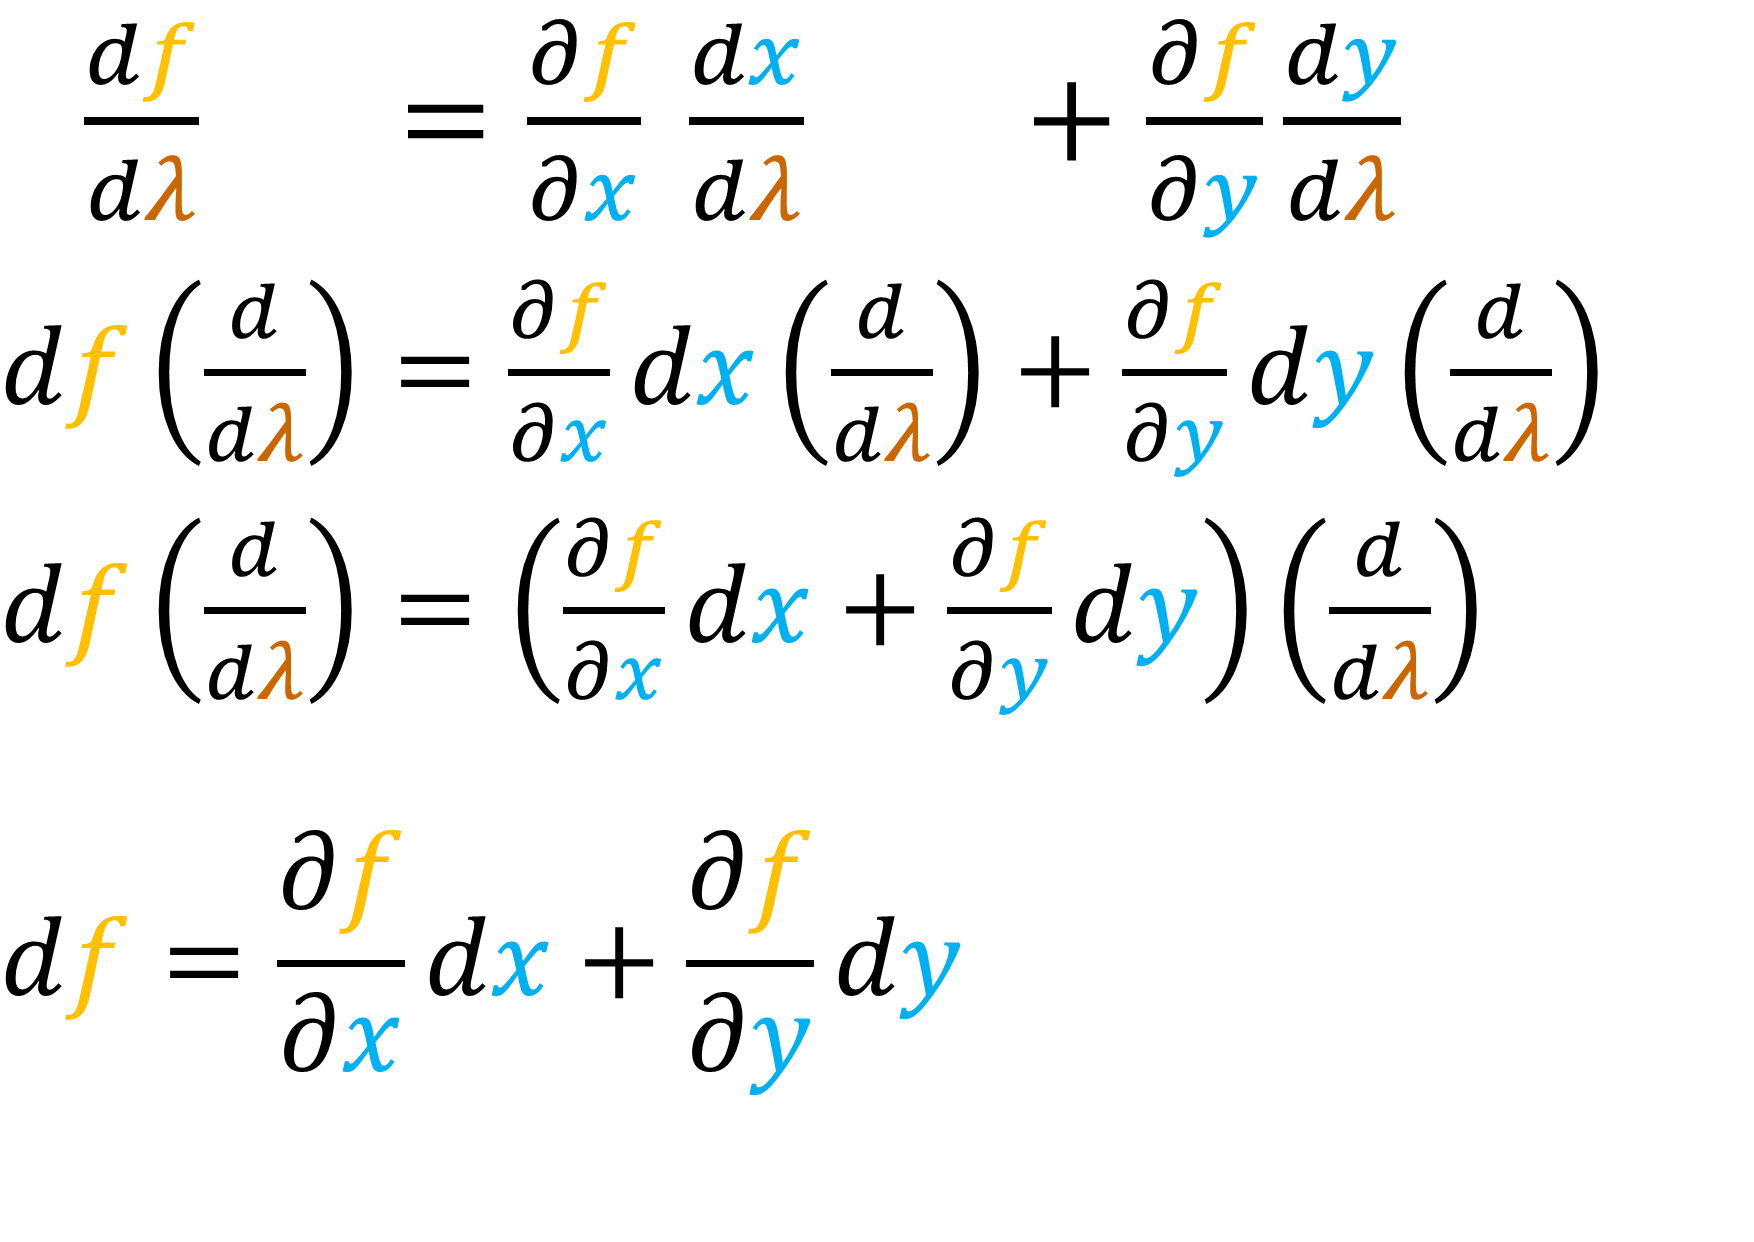 df/dλ = ∂f/∂x dx/dλ + ∂f/∂y dy/dλ
df (d/dλ) = ∂f/∂x dx (d/dλ) + ∂f/∂y dy (d/dλ)
df (d/dλ) = (∂f/∂x dx + ∂f/∂y dy) (d/dλ)
df = ∂f/∂x dx + ∂f/∂y dy